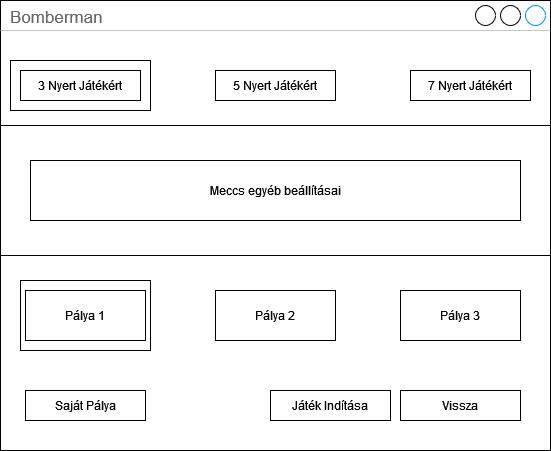 Bomberman
3 Nyert Játékért
5 Nyert Játékért
7 Nyert Játékért
Meccs egyéb beállításai
Pálya 1
Pálya 2
Pálya 3
Saját Pálya
Játék Indítása
Vissza